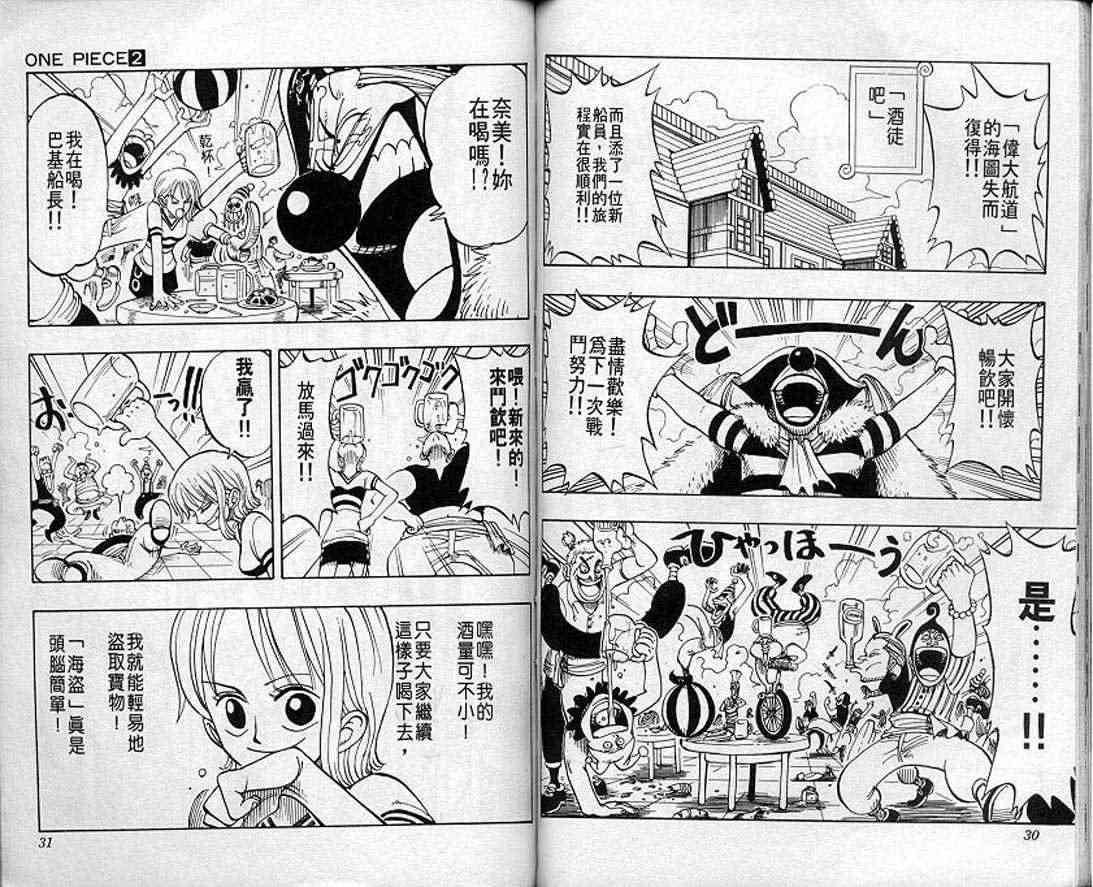 「偉大航道」
的海圖失而
復得!!
「酒徒
吧」
而且添了一位新
船員，我們的旅
程實在很順利!!
ど——ん
大家開懷
暢飲吧!!
盡情歡樂！
為下一次戰
鬥努力!!
ひゃっほーう
是……!!
30
ONE PIECE 2
奈美！妳
在喝嗎!?
乾杯！
我在喝！
巴基船長!!
喂！新來的！
來鬥飲吧！
ゴクゴクゴク
放馬過來!!
我贏了!!
お—っ!!
嘿嘿！我的
酒量可不小！
只要大家繼續
這樣子喝下去，
我就能輕易地
盜取寶物！
「海盜」真是
頭腦簡單！
31